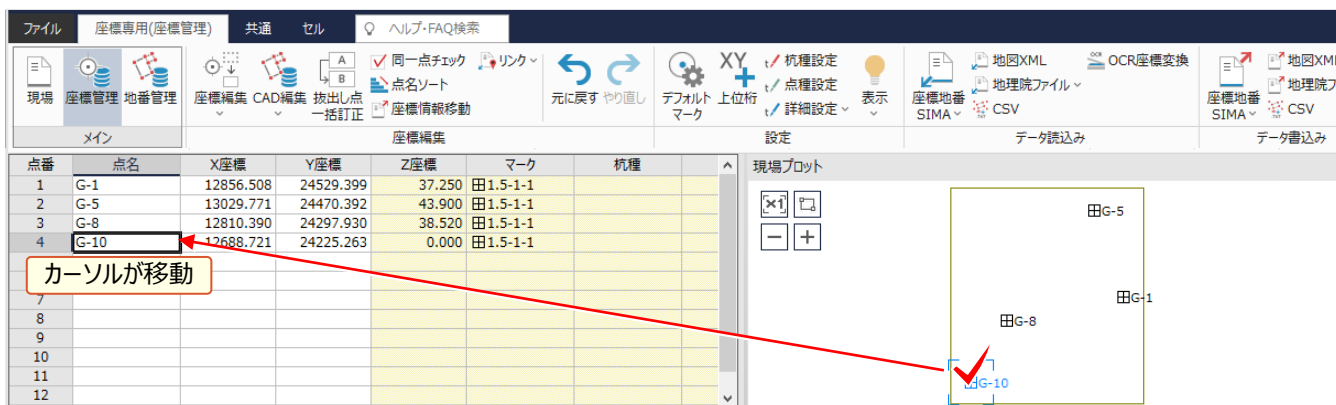 ファイル 座標専用(座標管理) 共通 セル ヘルプ・FAQ検索
現場 座標管理 地番管理
座標編集 CAD編集 抜出し点一括訂正
A
B
同一点チェック リンク
点名ソート
座標情報移動
元に戻す やり直し
デフォルトマーク 上位桁
XY
杭種設定
点種設定
詳細設定
表示
座標地番 SIMA
地図XML OCR座標変換
地理院ファイル
CSV
座標地番 SIMA
地図XML
地理院フ
CSV
メイン 座標編集 設定 データ読込み データ書込み
点番 点名 X座標 Y座標 Z座標 マーク 杭種
1 G-1 12856.508 24529.399 37.250 田1.5-1-1
2 G-5 13029.771 24470.392 43.900 田1.5-1-1
3 G-8 12810.390 24297.930 38.520 田1.5-1-1
4 G-10 12688.721 24225.263 0.000 田1.5-1-1
カーソルが移動
7
8
9
10
11
12
現場プロット
G-5
G-1
G-8
G-10